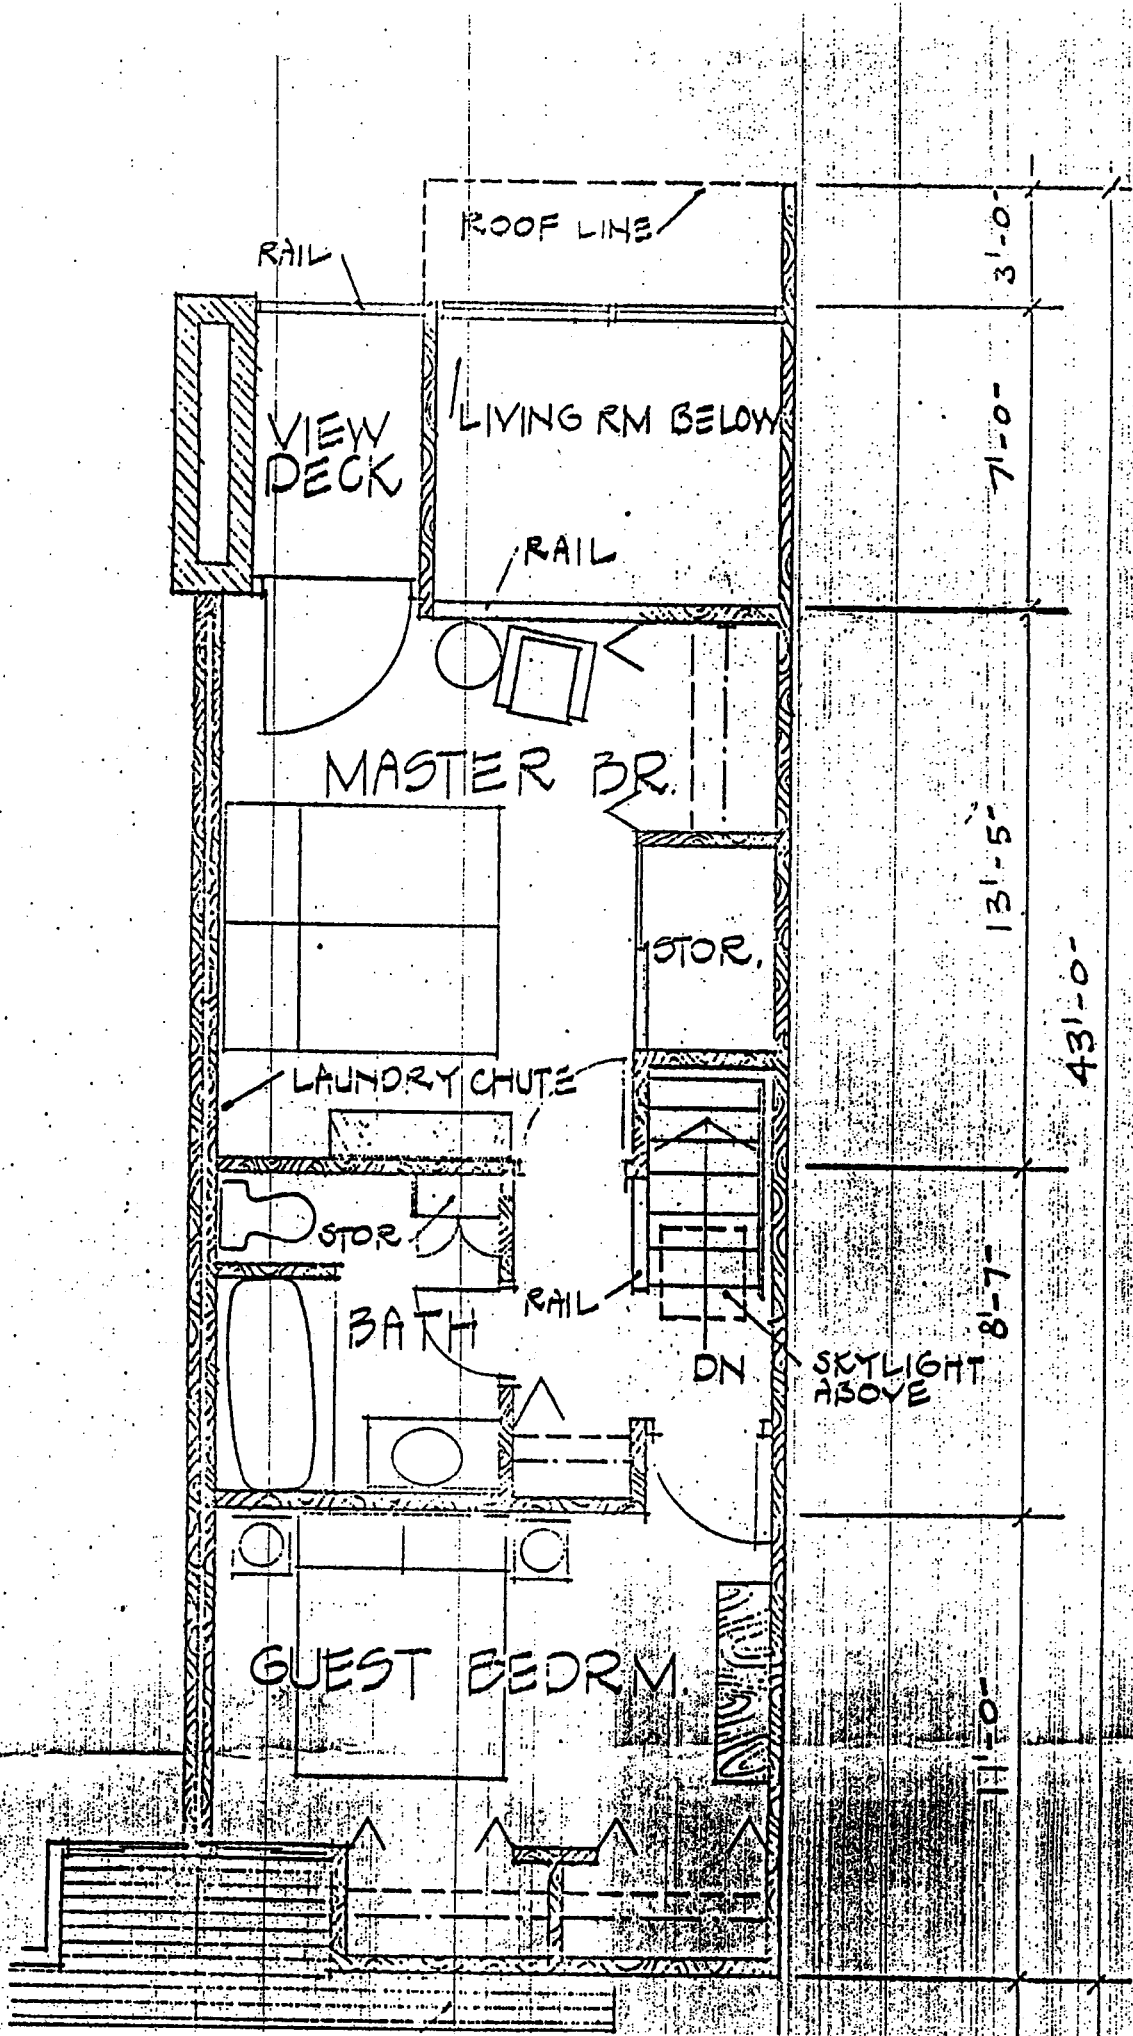 ROOF LINE
3'-0"
RAIL
VIEW
DECK
LIVING RM BELOW
7'-0"
RAIL
MASTER BR.
13'-5"
STOR.
43'-0"
LAUNDRY CHUTE
STOR
RAIL
BATH
8'-7"
DN
SKYLIGHT
ABOVE
GUEST BEDRM.
11'-0"